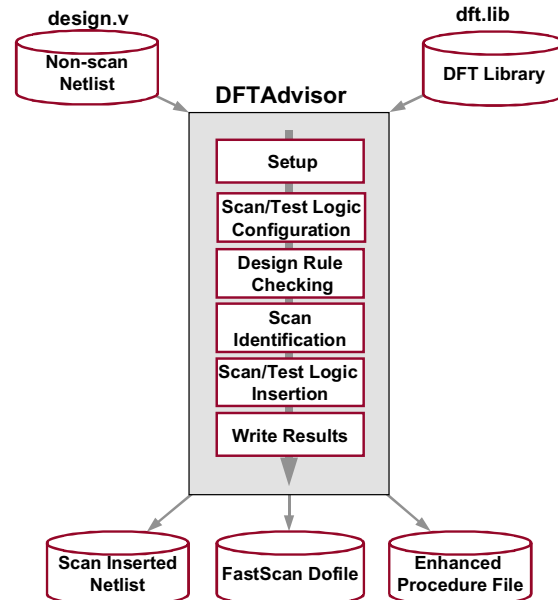 design.v
dft.lib
Non-scan
Netlist
DFT Library
DFTAdvisor
Setup
Scan/Test Logic
Configuration
Design Rule
Checking
Scan
Identification
Scan/Test Logic
Insertion
Write Results
Scan Inserted
Netlist
FastScan Dofile
Enhanced
Procedure File